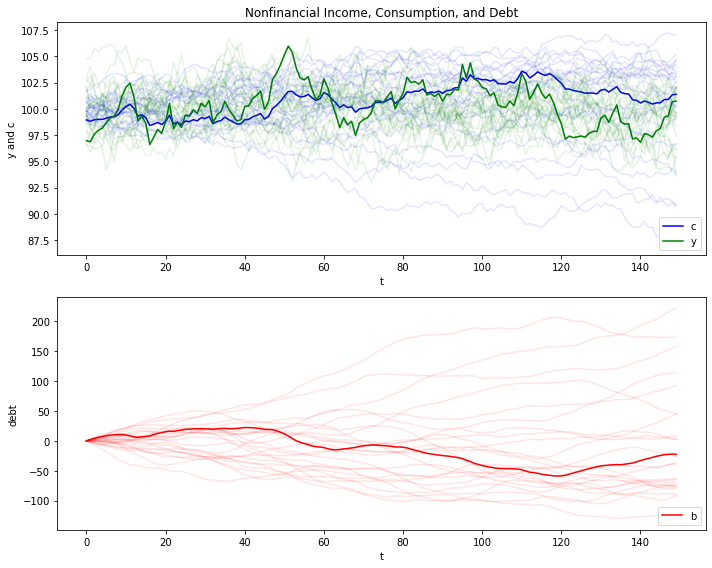 Nonfinancial Income, Consumption, and Debt
107.5
105.0
102.5
100.0
97.5
95.0
92.5
90.0
87.5
y and c
c
y
0 20 40 60 80 100 120 140
t
200
150
100
50
0
−50
−100
debt
b
0 20 40 60 80 100 120 140
t